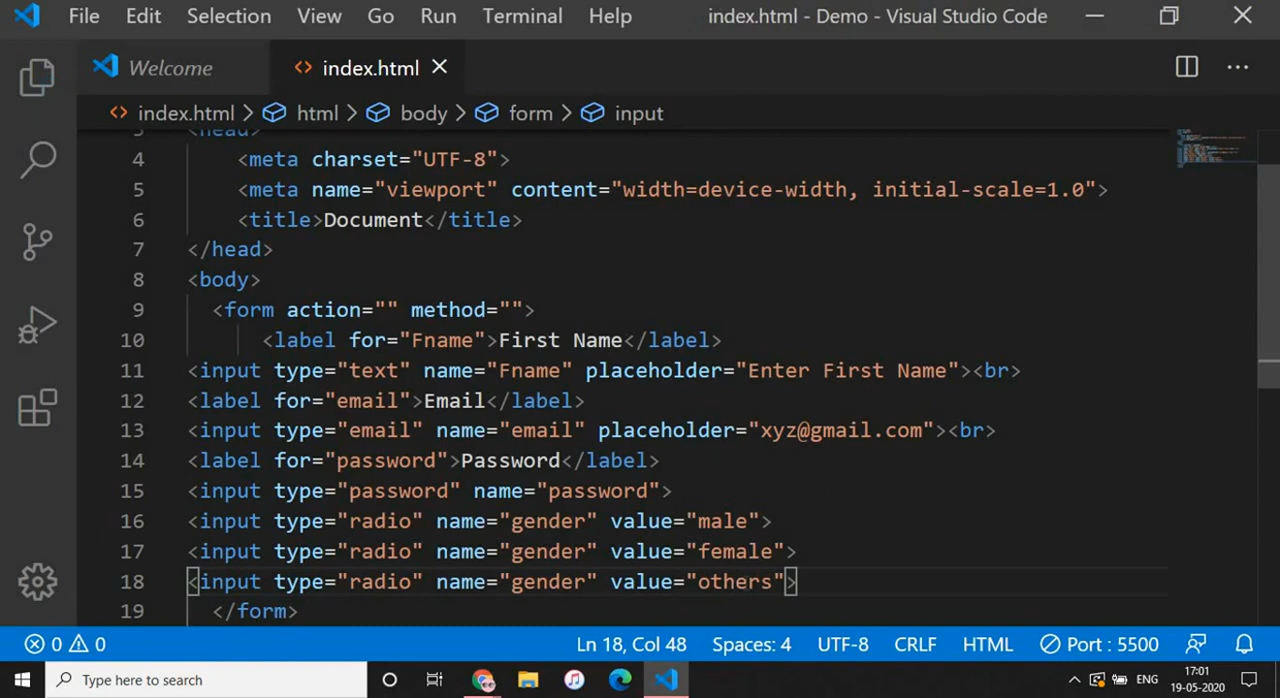 File Edit Selection View Go Run Terminal Help index.html - Demo - Visual Studio Code
Welcome index.html
index.html > html > body > form > input
3 <head>
4 <meta charset="UTF-8">
5 <meta name="viewport" content="width=device-width, initial-scale=1.0">
6 <title>Document</title>
7 </head>
8 <body>
9 <form action="" method="">
10 <label for="Fname">First Name</label>
11 <input type="text" name="Fname" placeholder="Enter First Name"><br>
12 <label for="email">Email</label>
13 <input type="email" name="email" placeholder="xyz@gmail.com"><br>
14 <label for="password">Password</label>
15 <input type="password" name="password">
16 <input type="radio" name="gender" value="male">
17 <input type="radio" name="gender" value="female">
18 <input type="radio" name="gender" value="others">
19 </form>
0 0 Ln 18, Col 48 Spaces: 4 UTF-8 CRLF HTML Port : 5500
Type here to search ENG 17:01
19-05-2020